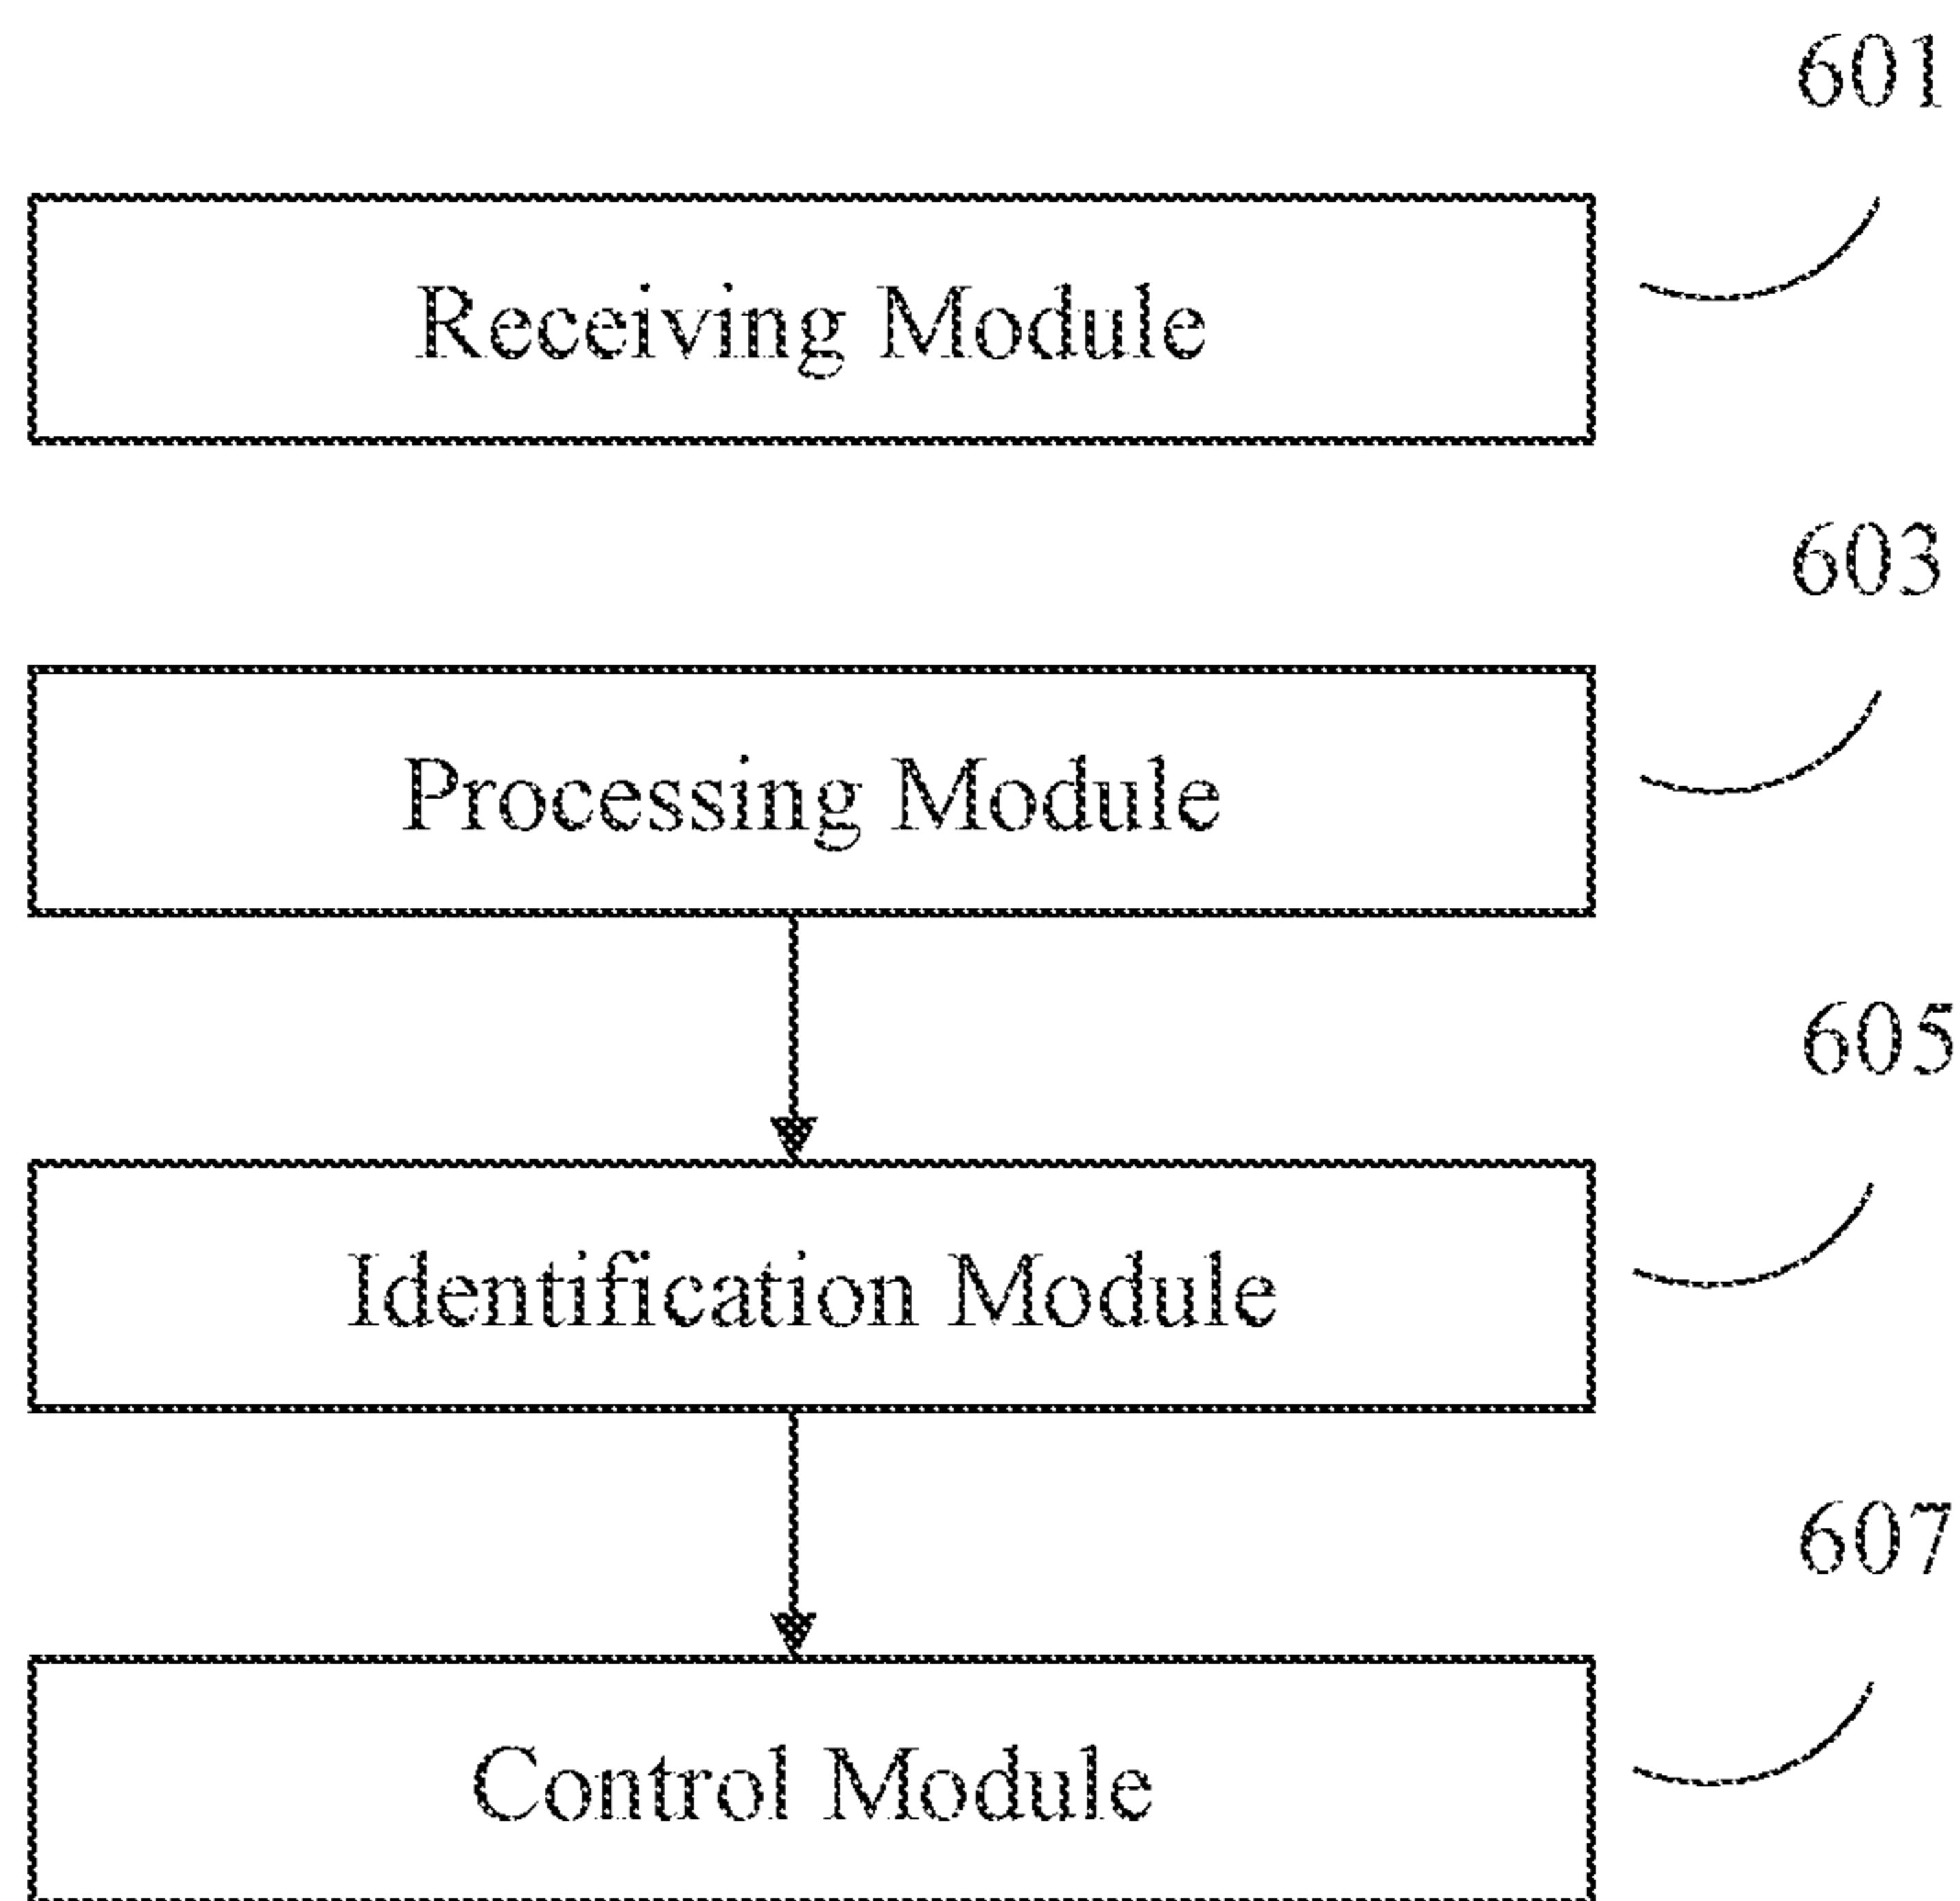 601
Receiving Module
603
Processing Module
605
Identification Module
607
Control Module